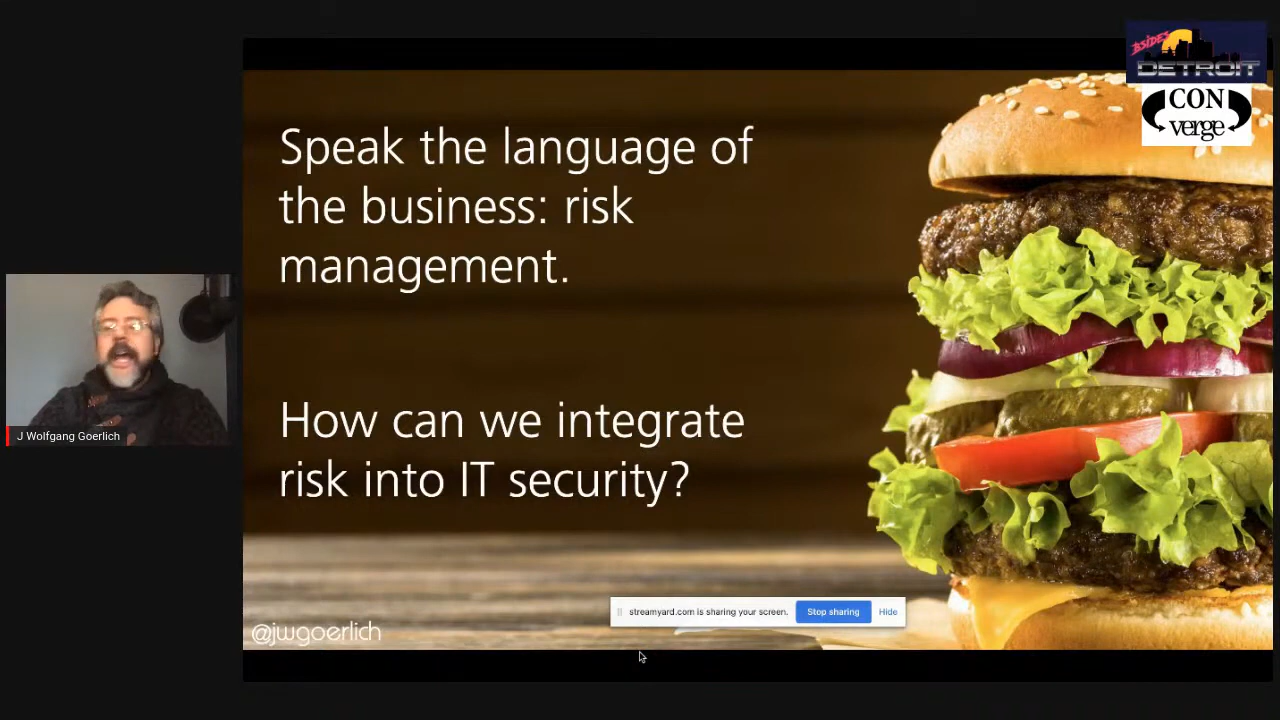 BSIDES
DETROIT
CON
verge
Speak the language of
the business: risk
management.
How can we integrate
risk into IT security?
J Wolfgang Goerlich
streamyard.com is sharing your screen.
Stop sharing
Hide
@jwgoerlich